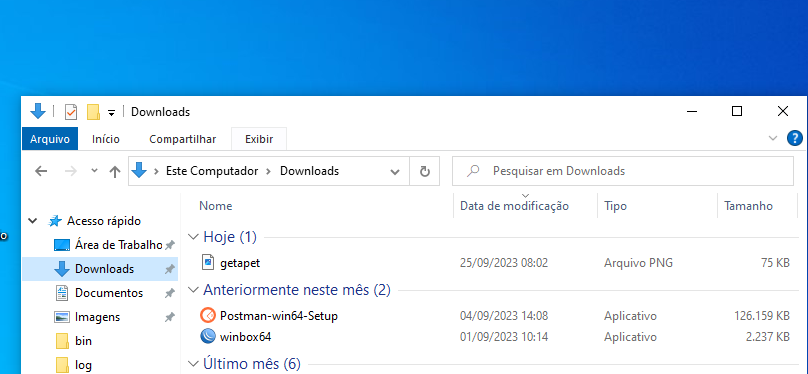 Downloads
Arquivo Início Compartilhar Exibir
Este Computador Downloads Pesquisar em Downloads
Nome Data de modificação Tipo Tamanho
Acesso rápido
Hoje (1)
o
Área de Trabalho
getapet 25/09/2023 08:02 Arquivo PNG 75 KB
Downloads
Documentos
Anteriormente neste mês (2)
Imagens
Postman-win64-Setup 04/09/2023 14:08 Aplicativo 126.159 KB
bin
winbox64 01/09/2023 10:14 Aplicativo 2.237 KB
log
Último mês (6)